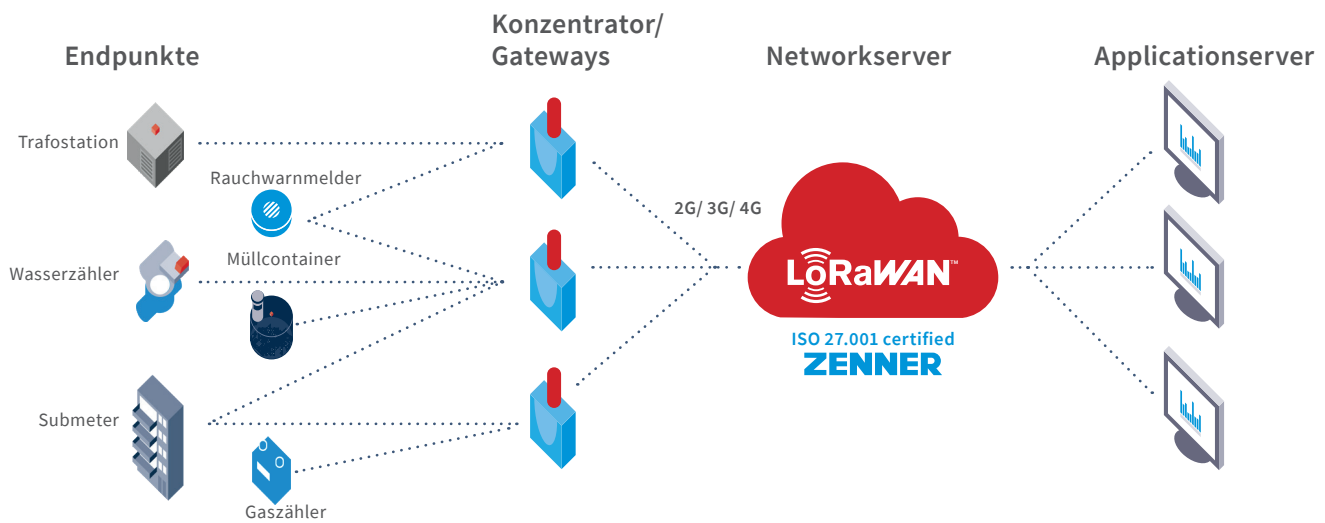 Endpunkte
Konzentrator/
Gateways
Networkserver
Applicationserver
Trafostation
Rauchwarnmelder
Wasserzähler
Müllcontainer
Submeter
Gaszähler
2G/ 3G/ 4G
LoRaWAN™
ISO 27.001 certified
ZENNER